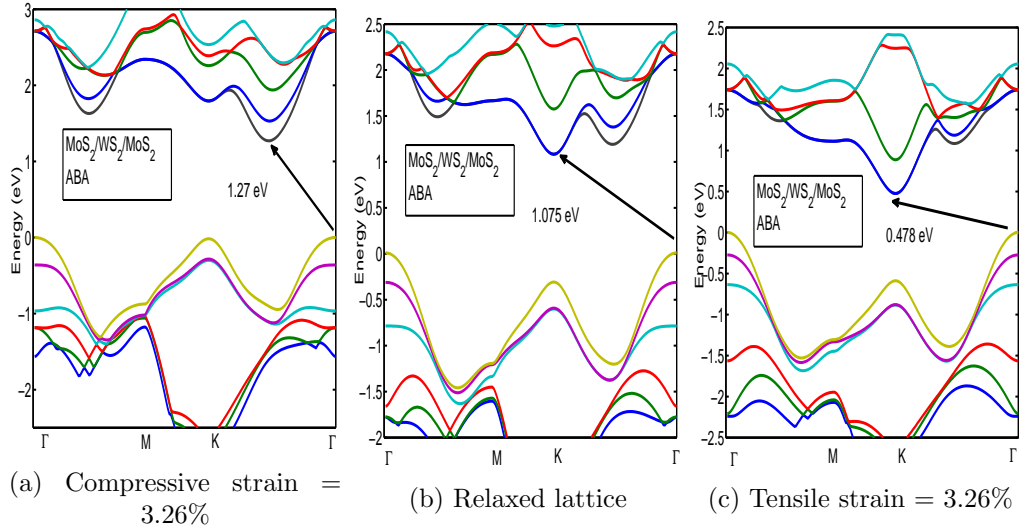 3
2
1
0
−1
−2
Energy (eV)
MoS₂/WS₂/MoS₂
ABA
1.27 eV
Γ
M
K
Γ
(a) Compressive strain =
3.26%
2.5
2
1.5
1
0.5
0
−0.5
−1
−1.5
−2
Energy (eV)
MoS₂/WS₂/MoS₂
ABA
1.075 eV
Γ
M
K
Γ
(b) Relaxed lattice
2.5
2
1.5
1
0.5
0
−0.5
−1
−1.5
−2
−2.5
Energy (eV)
MoS₂/WS₂/MoS₂
ABA
0.478 eV
Γ
M
K
Γ
(c) Tensile strain = 3.26%